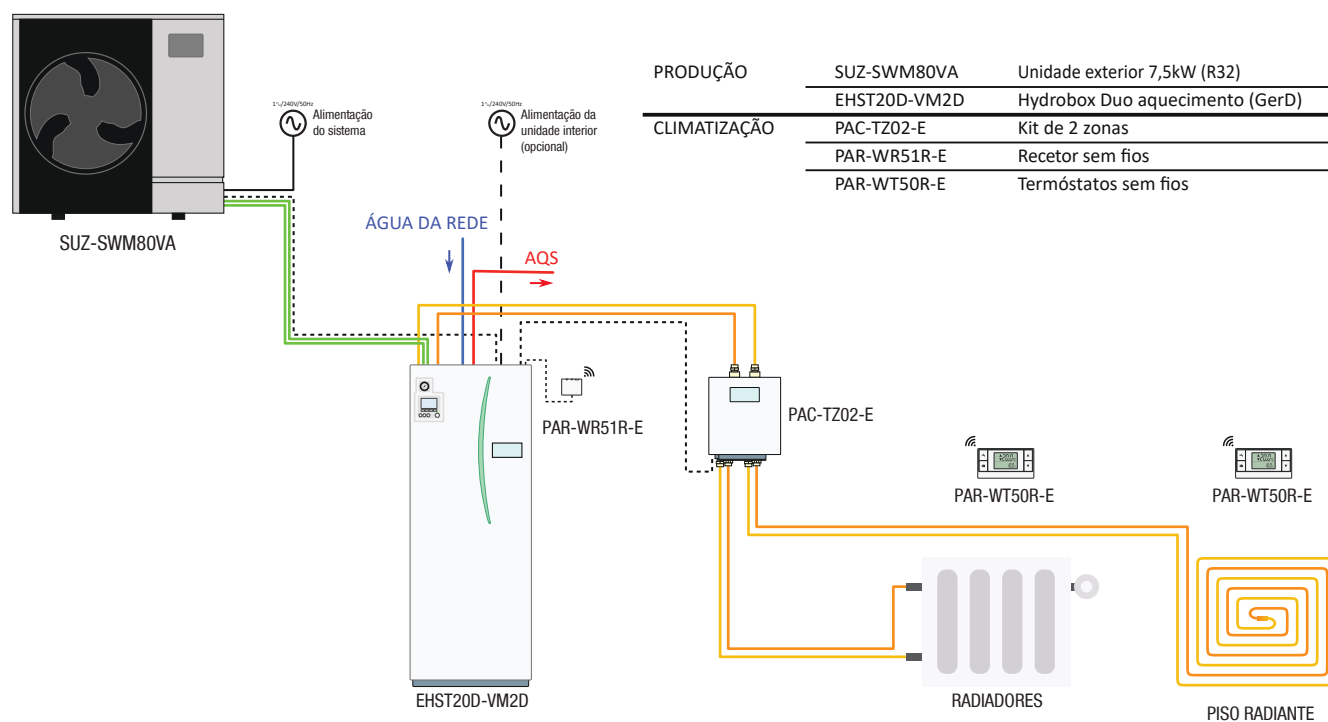 PRODUÇÃO SUZ-SWM80VA Unidade exterior 7,5kW (R32)
EHST20D-VM2D Hydrobox Duo aquecimento (GerD)
CLIMATIZAÇÃO PAC-TZ02-E Kit de 2 zonas
PAR-WR51R-E Recetor sem fios
PAR-WT50R-E Termóstatos sem fios
1~/240V/50Hz
Alimentação
do sistema
1~/240V/50Hz
Alimentação da
unidade interior
(opcional)
SUZ-SWM80VA
ÁGUA DA REDE
AQS
PAR-WR51R-E
PAC-TZ02-E
PAR-WT50R-E
PAR-WT50R-E
EHST20D-VM2D
RADIADORES
PISO RADIANTE